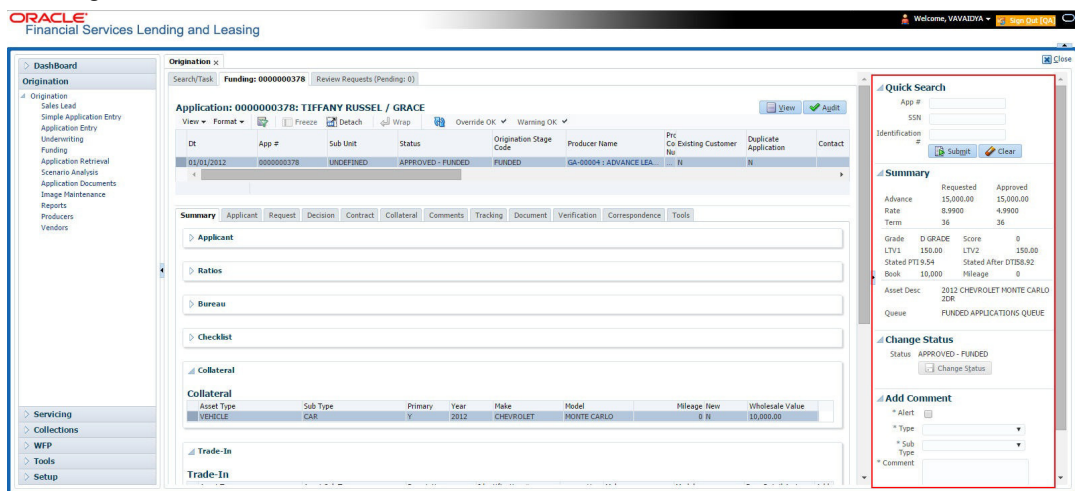 ORACLE'
Financial Services Lending and Leasing
Welcome, VAVAIDYA
Sign Out [QA]
Close
DashBoard
Origination
Origination
Sales Lead
Simple Application Entry
Application Entry
Underwriting
Funding
Application Retrieval
Scenario Analysis
Application Documents
Image Maintenance
Reports
Producers
Vendors
Servicing
Collections
WFP
Tools
Setup
Origination x
Search/Task Funding: 0000000378 Review Requests (Pending: 0)
Application: 0000000378: TIFFANY RUSSEL / GRACE
View Audit
View Format Freeze Detach Wrap Override OK Warning OK
Dt App # Sub Unit Status Origination Stage Code Producer Name Prc Co Nu Existing Customer Duplicate Application Contact
01/01/2012 0000000378 UNDEFINED APPROVED - FUNDED FUNDED GA-00004 : ADVANCE LEA... ... N N
Summary Applicant Request Decision Contract Collateral Comments Tracking Document Verification Correspondence Tools
Applicant
Ratios
Bureau
Checklist
Collateral
Collateral
Asset Type Sub Type Primary Year Make Model Mileage New Wholesale Value
VEHICLE CAR Y 2012 CHEVROLET MONTE CARLO 0 N 10,000.00
Trade-In
Trade-In
Quick Search
App #
SSN
Identification #
Submit Clear
Summary
Requested Approved
Advance 15,000.00 15,000.00
Rate 8.9900 4.9900
Term 36 36
Grade D GRADE Score 0
LTV1 150.00 LTV2 150.00
Stated PTI 9.54 Stated After DTI 58.92
Book 10,000 Mileage 0
Asset Desc 2012 CHEVROLET MONTE CARLO
2DR
Queue FUNDED APPLICATIONS QUEUE
Change Status
Status APPROVED - FUNDED
Change Status
Add Comment
* Alert
* Type
* Sub Type
* Comment